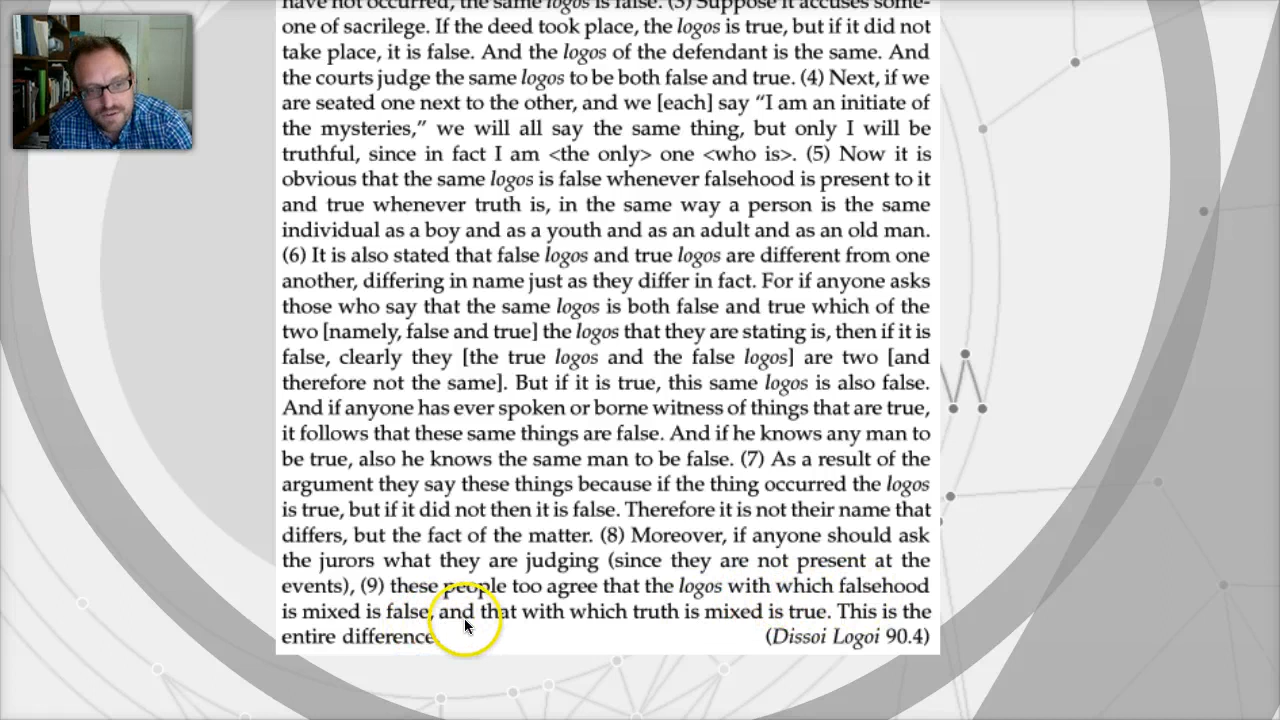 have not occurred, the same logos is false. (3) Suppose it accuses some-
one of sacrilege. If the deed took place, the logos is true, but if it did not
take place, it is false. And the logos of the defendant is the same. And
the courts judge the same logos to be both false and true. (4) Next, if we
are seated one next to the other, and we [each] say “I am an initiate of
the mysteries,” we will all say the same thing, but only I will be
truthful, since in fact I am <the only> one <who is>. (5) Now it is
obvious that the same logos is false whenever falsehood is present to it
and true whenever truth is, in the same way a person is the same
individual as a boy and as a youth and as an adult and as an old man.
(6) It is also stated that false logos and true logos are different from one
another, differing in name just as they differ in fact. For if anyone asks
those who say that the same logos is both false and true which of the
two [namely, false and true] the logos that they are stating is, then if it is
false, clearly they [the true logos and the false logos] are two [and
therefore not the same]. But if it is true, this same logos is also false.
And if anyone has ever spoken or borne witness of things that are true,
it follows that these same things are false. And if he knows any man to
be true, also he knows the same man to be false. (7) As a result of the
argument they say these things because if the thing occurred the logos
is true, but if it did not then it is false. Therefore it is not their name that
differs, but the fact of the matter. (8) Moreover, if anyone should ask
the jurors what they are judging (since they are not present at the
events), (9) these people too agree that the logos with which falsehood
is mixed is false, and that with which truth is mixed is true. This is the
entire difference. (Dissoi Logoi 90.4)